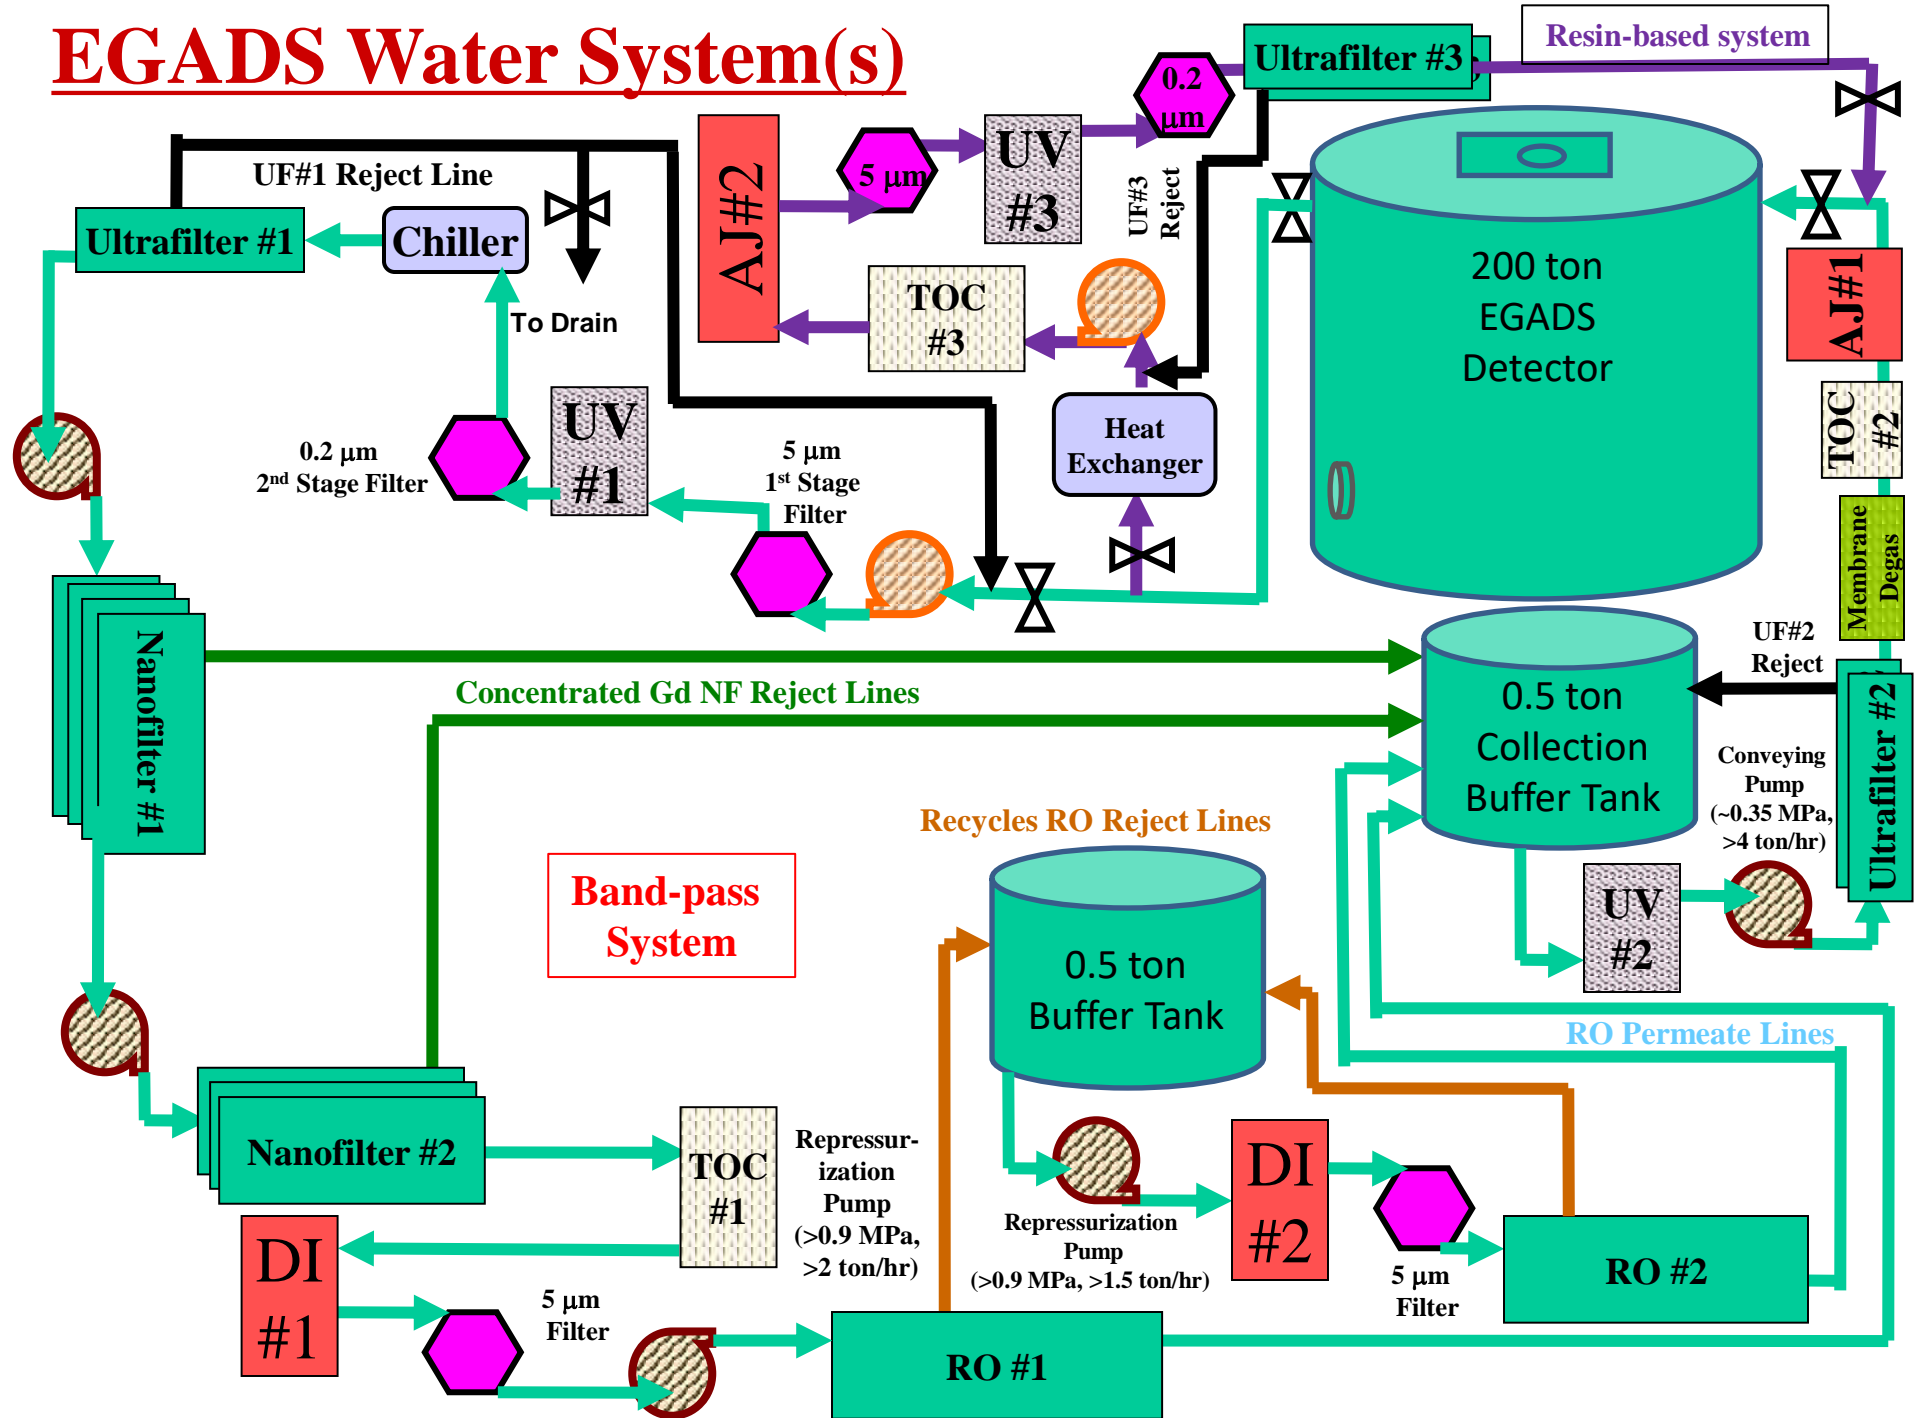 EGADS Water System(s)
Resin-based system
Ultrafilter #3
0.2
μm
5 μm
UV
#3
AJ#2
UF#3
Reject
TOC
#3
Heat
Exchanger
UF#1 Reject Line
Ultrafilter #1
Chiller
To Drain
UV
#1
0.2 μm
2nd Stage Filter
5 μm
1st Stage
Filter
200 ton
EGADS
Detector
AJ#1
TOC
#2
Membrane
Degas
UF#2
Reject
Ultrafilter #2
Nanofilter #1
Concentrated Gd NF Reject Lines
0.5 ton
Collection
Buffer Tank
Conveying
Pump
(~0.35 MPa,
>4 ton/hr)
UV
#2
Recycles RO Reject Lines
Band-pass
System
0.5 ton
Buffer Tank
RO Permeate Lines
Nanofilter #2
TOC
#1
Repressur-
ization
Pump
(>0.9 MPa,
>2 ton/hr)
Repressurization
Pump
(>0.9 MPa, >1.5 ton/hr)
DI
#2
5 μm
Filter
RO #2
DI
#1
5 μm
Filter
RO #1